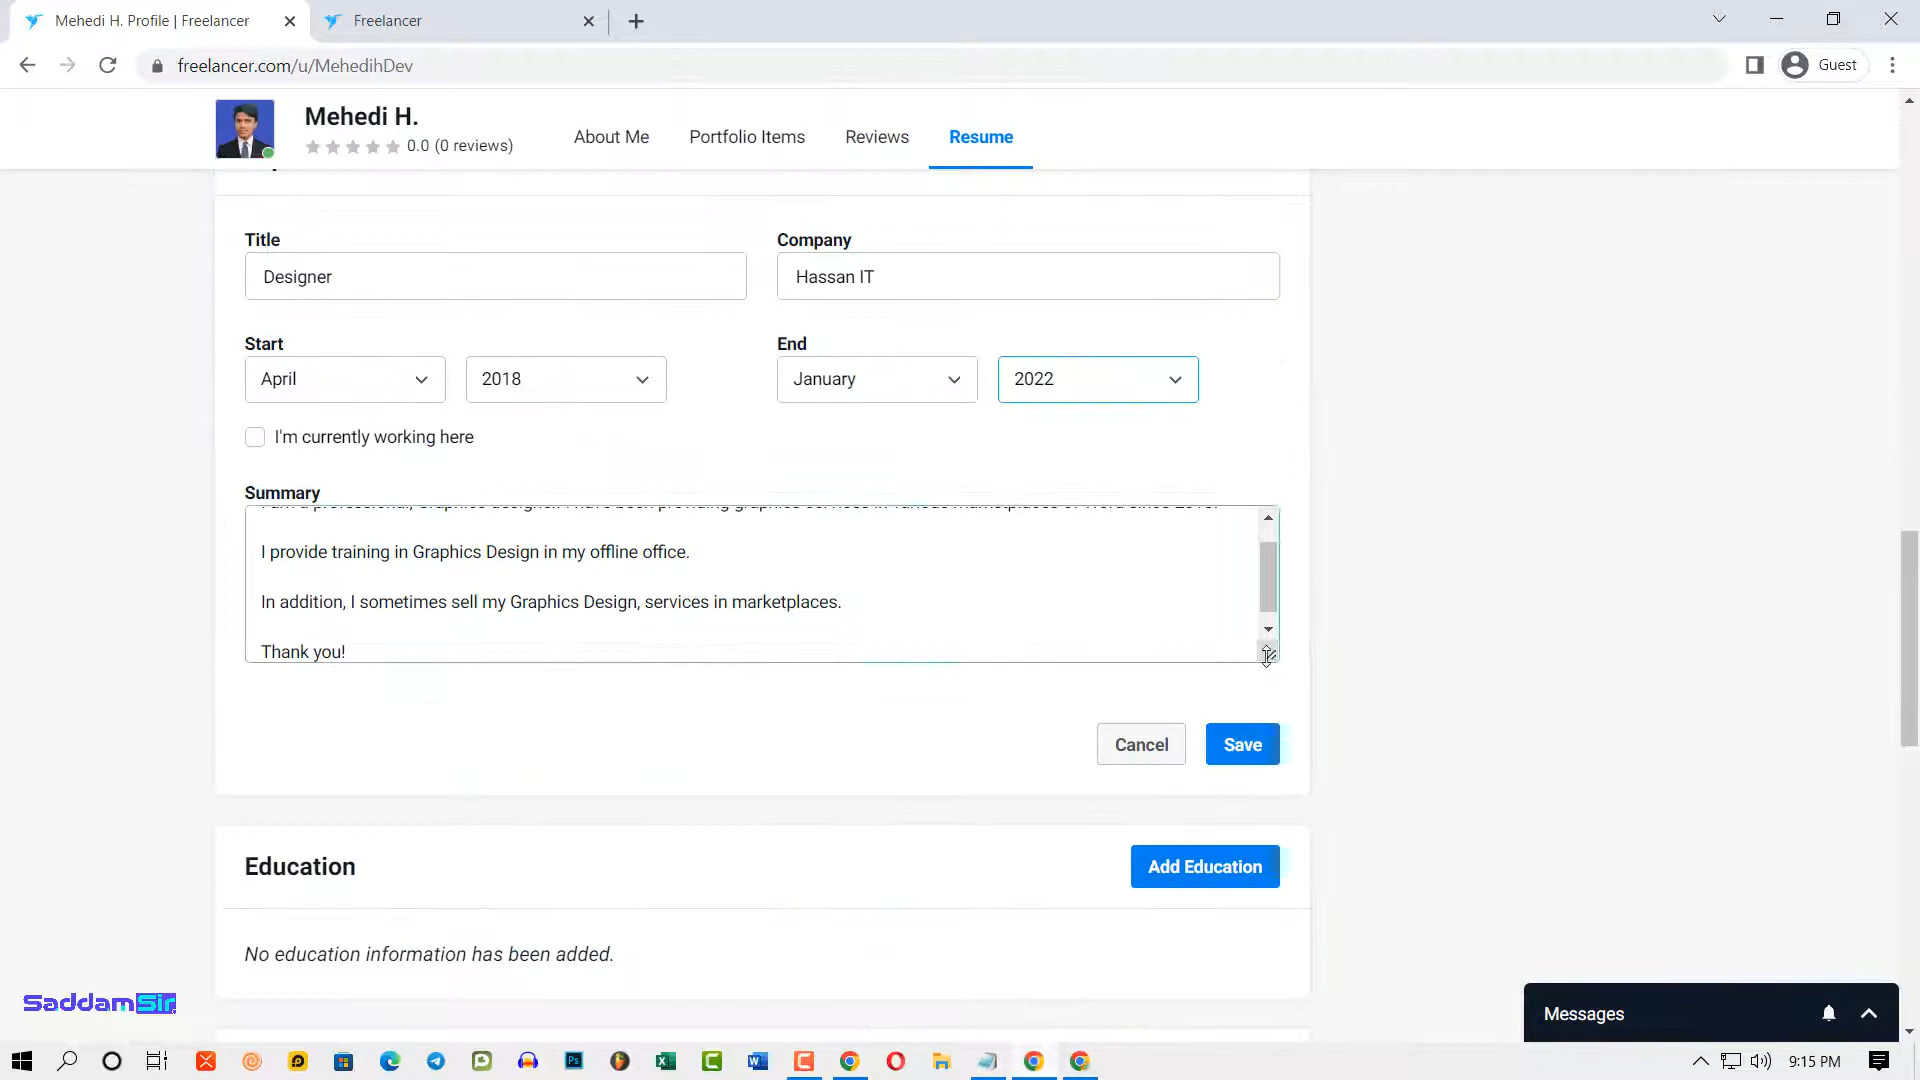 Mehedi H. Profile | Freelancer
Freelancer
freelancer.com/u/MehedihDev
Guest
Mehedi H.
0.0 (0 reviews)
About Me
Portfolio Items
Reviews
Resume
Title
Company
Designer
Hassan IT
Start
End
April
2018
January
2022
I'm currently working here
Summary
I provide training in Graphics Design in my offline office.
In addition, I sometimes sell my Graphics Design, services in marketplaces.
Thank you!
Cancel
Save
Education
Add Education
No education information has been added.
SaddamSir
Messages
9:15 PM